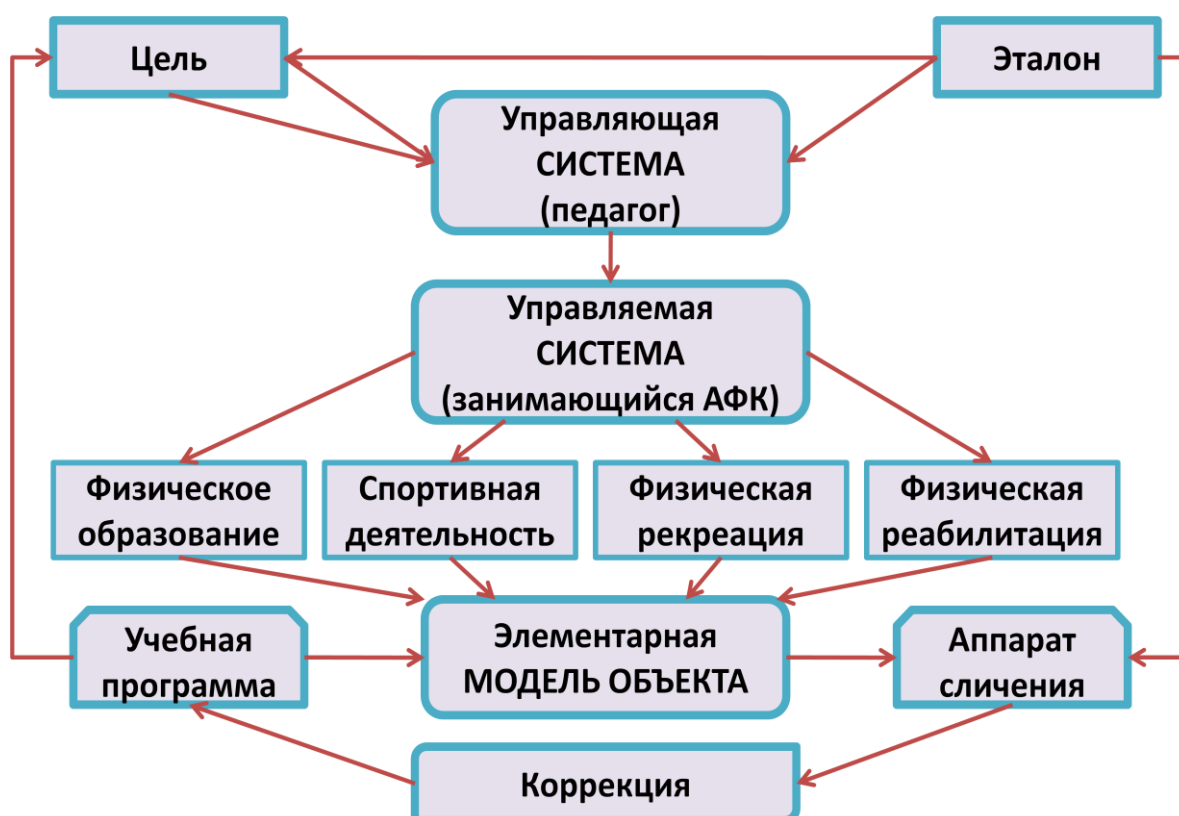 Цель
Эталон
Управляющая
СИСТЕМА
(педагог)
Управляемая
СИСТЕМА
(занимающийся АФК)
Физическое
образование
Спортивная
деятельность
Физическая
рекреация
Физическая
реабилитация
Учебная
программа
Элементарная
МОДЕЛЬ ОБЪЕКТА
Аппарат
сличения
Коррекция